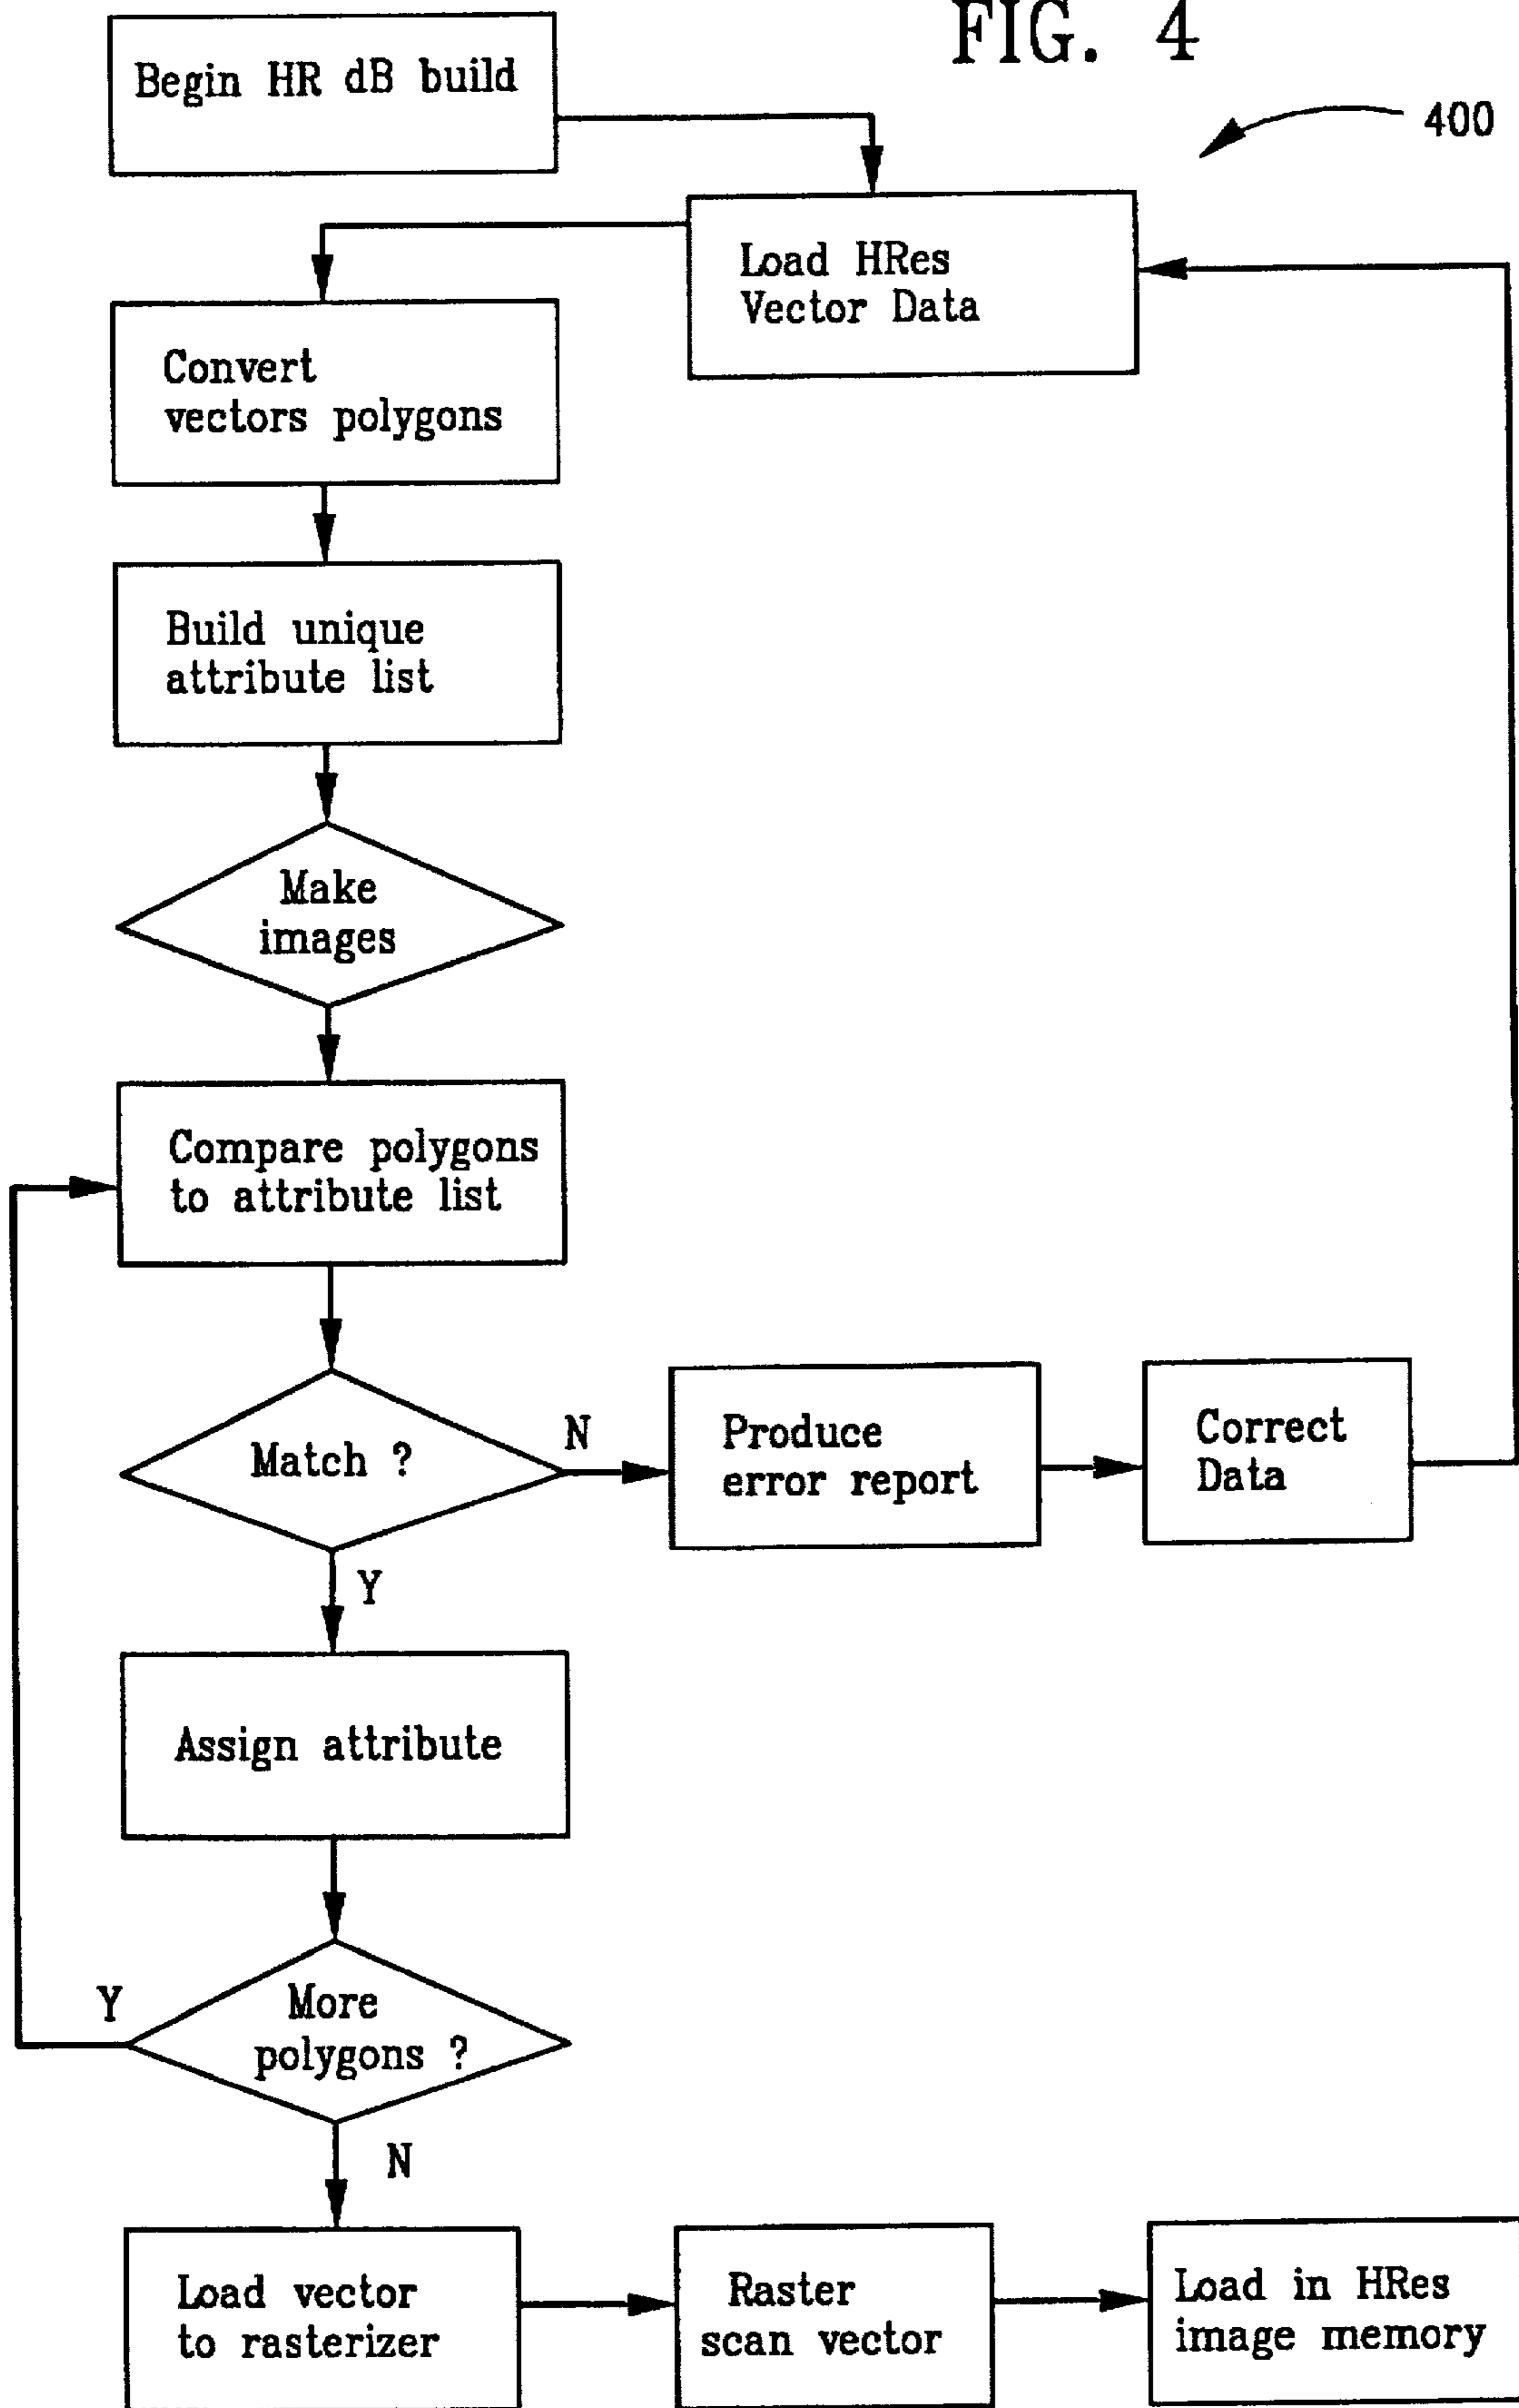 FIG. 4
400
Begin HR dB build
Load HRes
Vector Data
Convert
vectors polygons
Build unique
attribute list
Make
images
Compare polygons
to attribute list
Match ?
N
Produce
error report
Correct
Data
Y
Assign attribute
More
polygons ?
Y
N
Load vector
to rasterizer
Raster
scan vector
Load in HRes
image memory